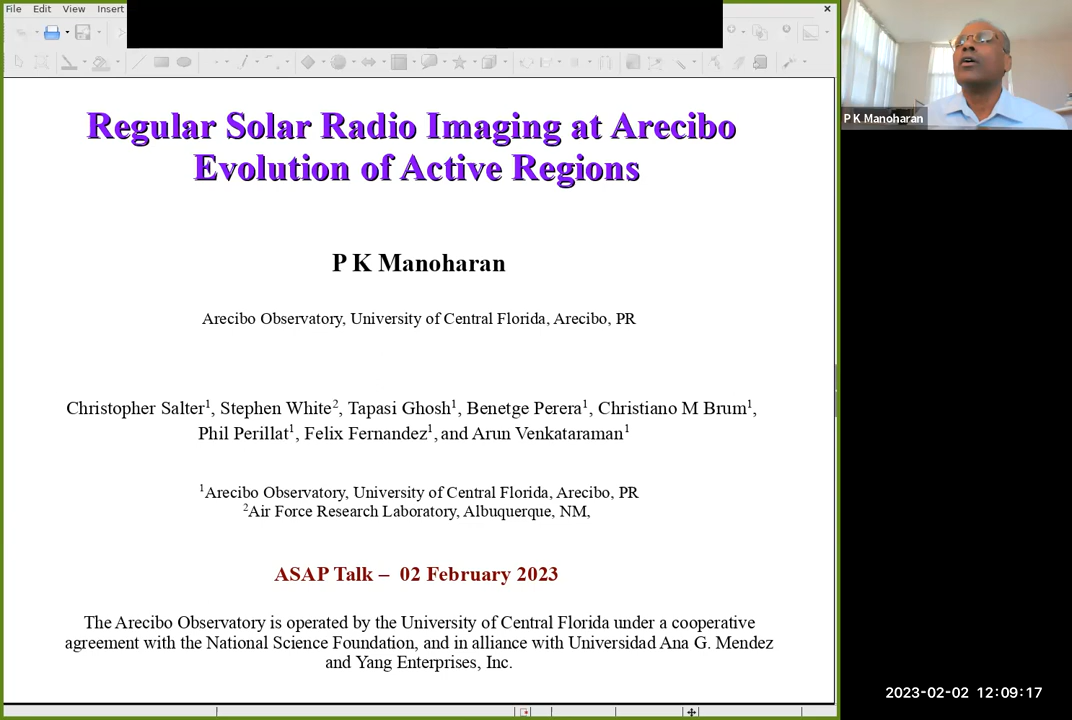 File Edit View Insert
Regular Solar Radio Imaging at Arecibo
Evolution of Active Regions
P K Manoharan
Arecibo Observatory, University of Central Florida, Arecibo, PR
Christopher Salter1, Stephen White2, Tapasi Ghosh1, Benetge Perera1, Christiano M Brum1,
Phil Perillat1, Felix Fernandez1, and Arun Venkataraman1
1Arecibo Observatory, University of Central Florida, Arecibo, PR
2Air Force Research Laboratory, Albuquerque, NM,
ASAP Talk – 02 February 2023
The Arecibo Observatory is operated by the University of Central Florida under a cooperative
agreement with the National Science Foundation, and in alliance with Universidad Ana G. Mendez
and Yang Enterprises, Inc.
P K Manoharan
2023-02-02 12:09:17